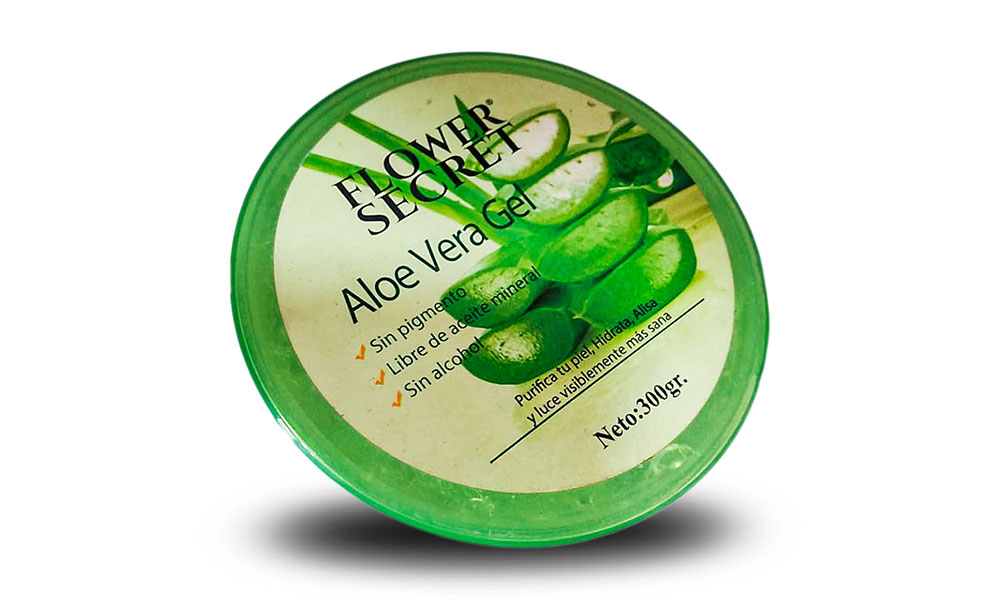 FLOWER®
SECRET
Aloe Vera Gel
Sin pigmento
Libre de aceite mineral
Sin alcohol
Purifica tu piel, Hidrata, Alisa
y luce visiblemente más sana
Neto:300gr.